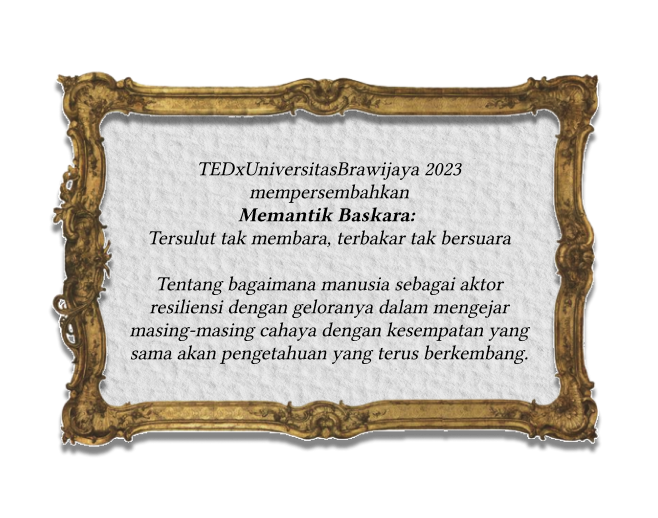 TEDxUniversitasBrawijaya 2023
mempersembahkan
Memantik Baskara:
Tersulut tak membara, terbakar tak bersuara
Tentang bagaimana manusia sebagai aktor
resiliensi dengan geloranya dalam mengejar
masing-masing cahaya dengan kesempatan yang
sama akan pengetahuan yang terus berkembang.